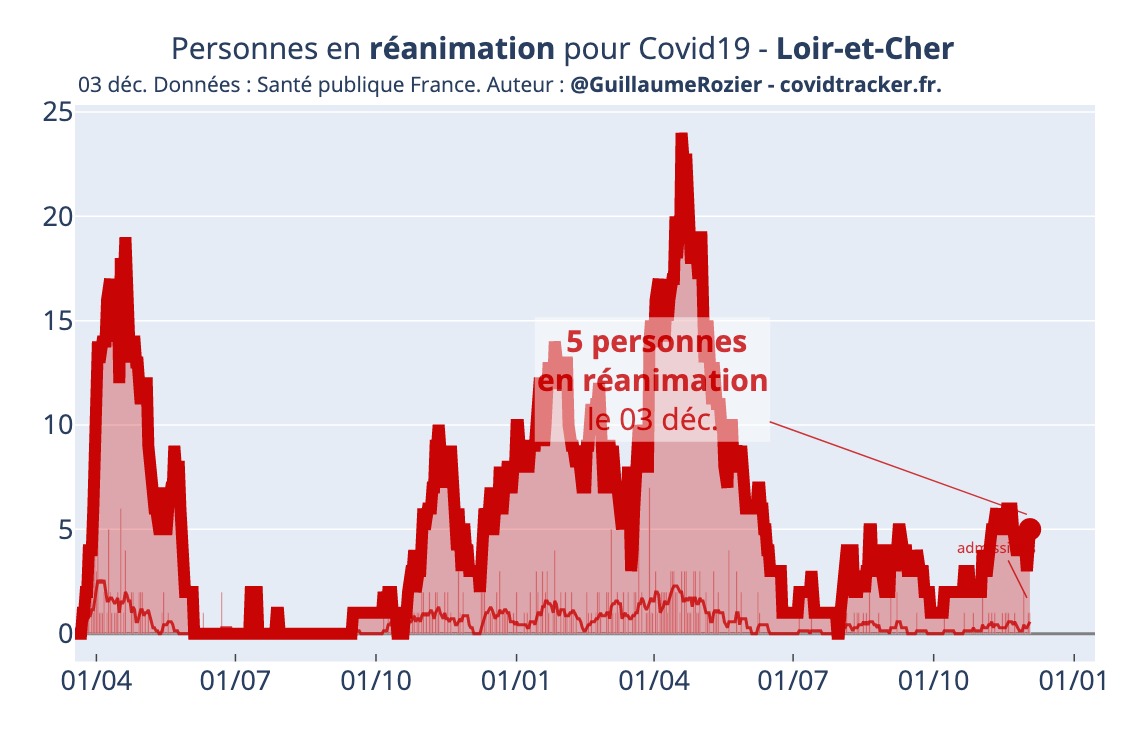 Personnes en réanimation pour Covid19 - Loir-et-Cher
03 déc. Données : Santé publique France. Auteur : @GuillaumeRozier - covidtracker.fr.
25
20
15
10
5
0
5 personnes
en réanimation
le 03 déc.
admissions
01/04
01/07
01/10
01/01
01/04
01/07
01/10
01/01